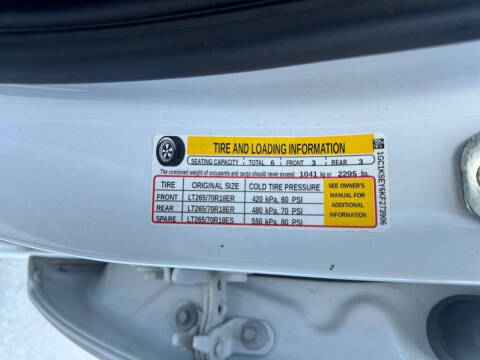 TIRE AND LOADING INFORMATION
SEATING CAPACITY TOTAL 6 FRONT 3 REAR 3
The combined weight of occupants and cargo should never exceed 1041 kg or 2295 lbs
TIRE ORIGINAL SIZE COLD TIRE PRESSURE
FRONT LT265/70R18ER 420 kPa, 60 PSI
REAR LT265/70R18ER 480 kPa, 70 PSI
SPARE LT265/70R18ES 550 kPa, 80 PSI
SEE OWNER'S
MANUAL FOR
ADDITIONAL
INFORMATION
1GC1KSEY6KF273906